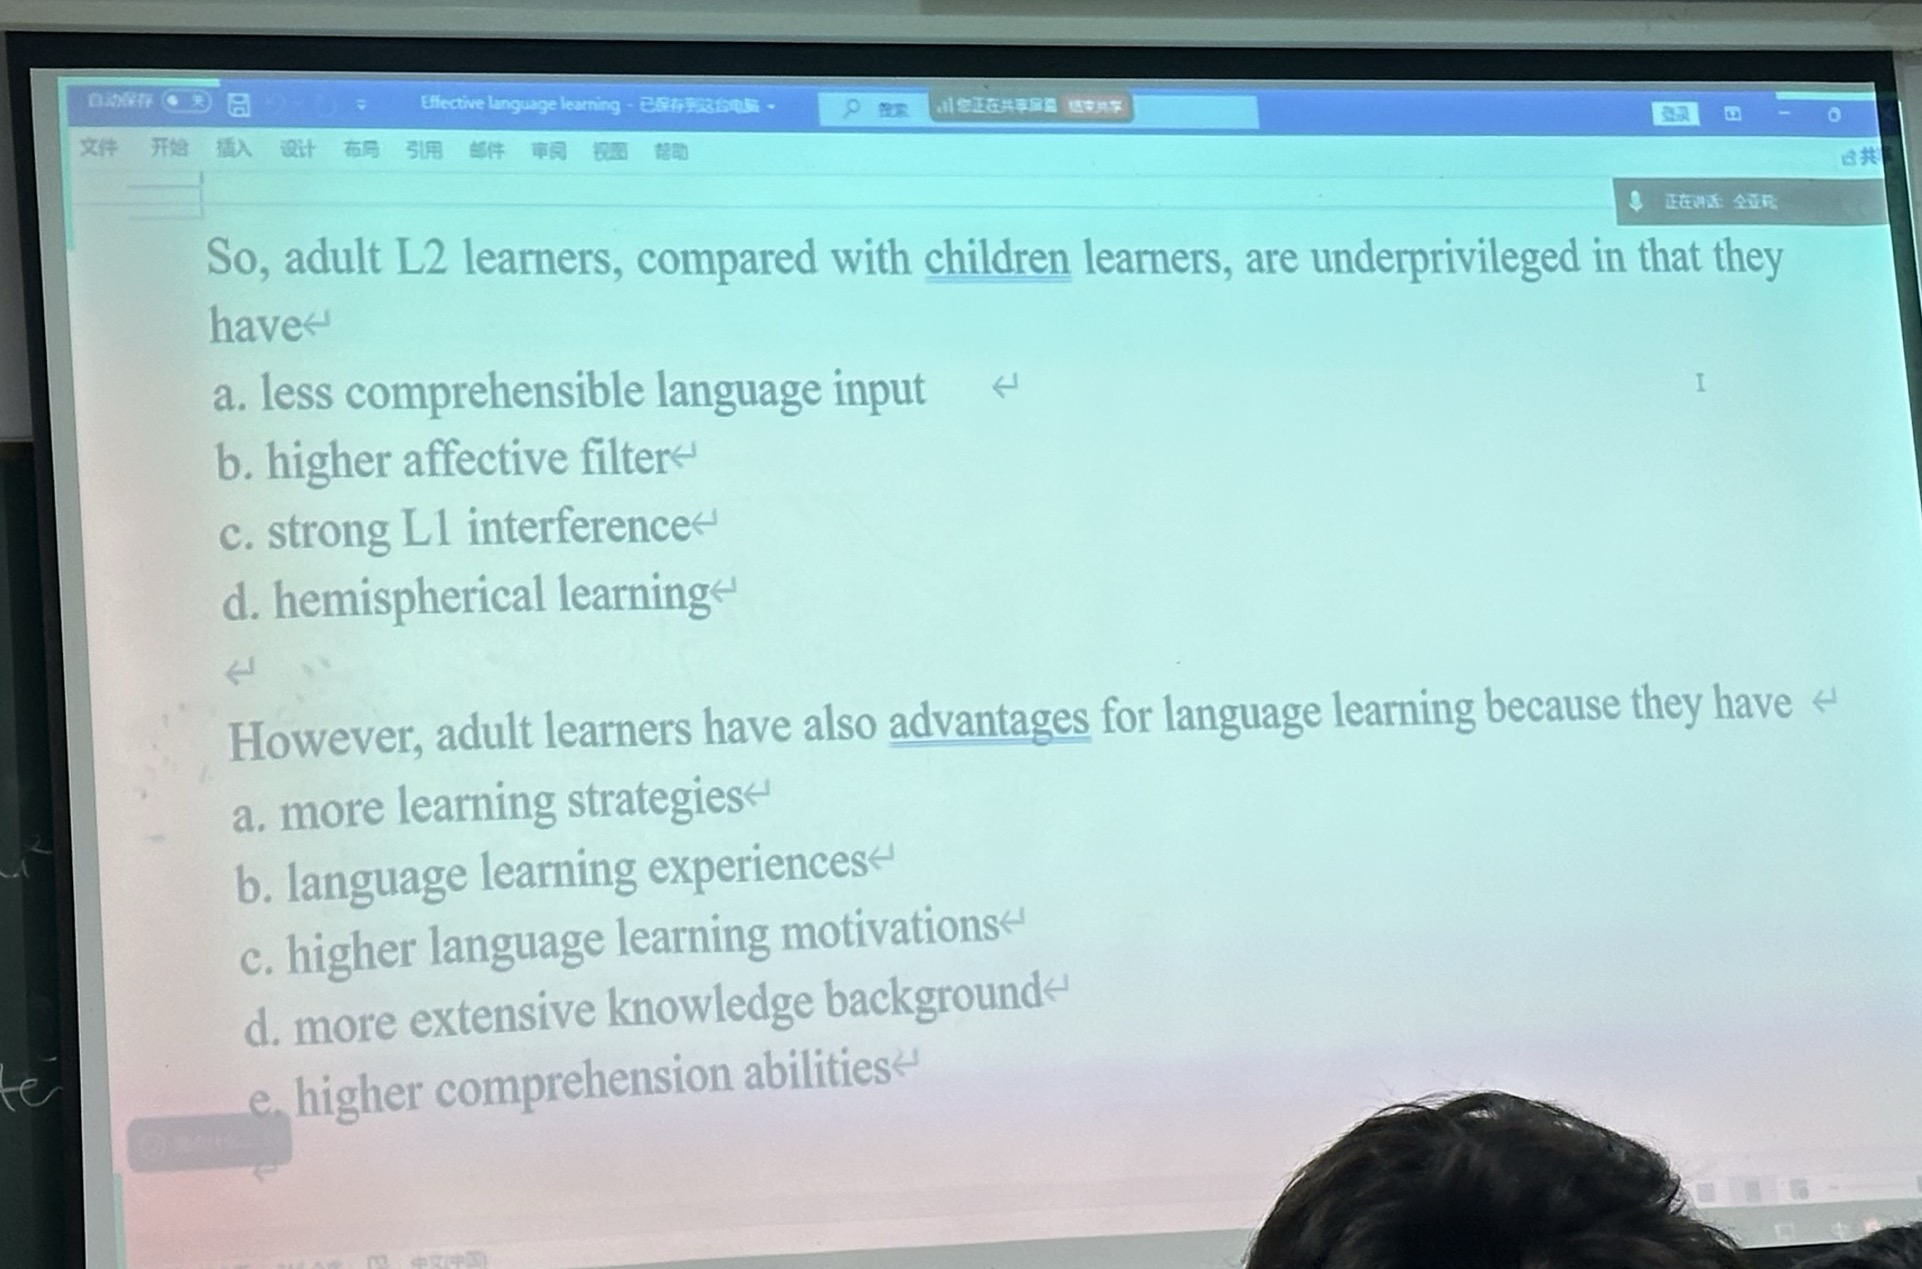 自动保存 关 Effective language learning - 已保存到这台电脑 搜索 您正在共享屏幕 结束共享 登录
文件 开始 插入 设计 布局 引用 邮件 审阅 视图 帮助 共
正在讲话:
So, adult L2 learners, compared with children learners, are underprivileged in that they
have
a. less comprehensible language input
b. higher affective filter
c. strong L1 interference
d. hemispherical learning
However, adult learners have also advantages for language learning because they have
a. more learning strategies
b. language learning experiences
c. higher language learning motivations
d. more extensive knowledge background
e. higher comprehension abilities
中文(中国)